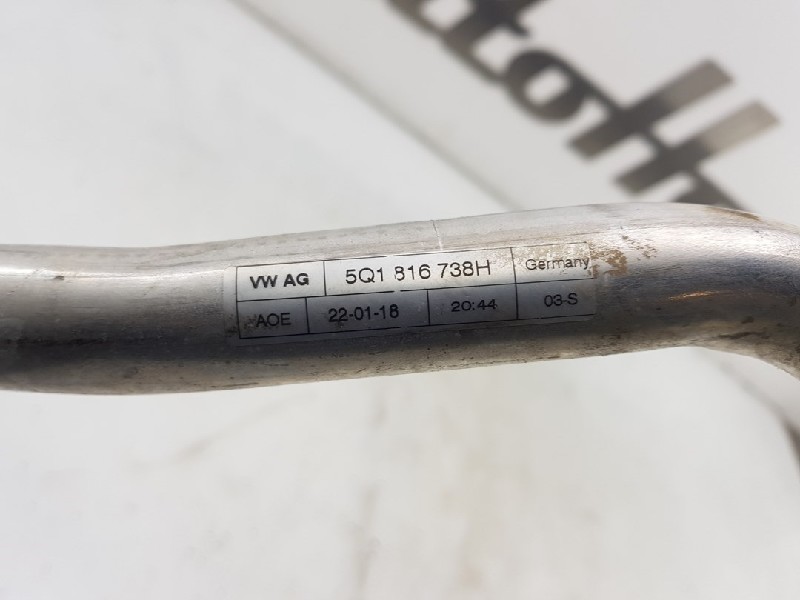 VW AG 5Q1 816 738H Germany
AOE 22-01-18 20:44 03-S